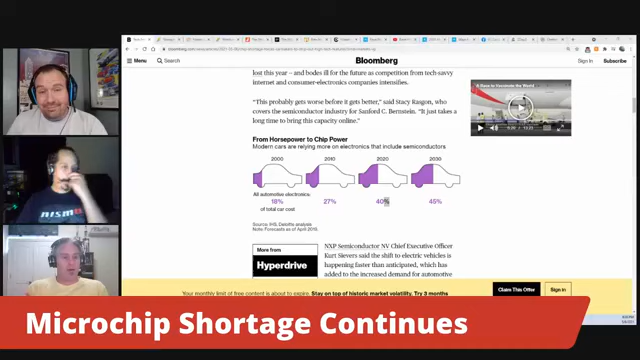 Menu
Search
Bloomberg
Sign In
Subscribe
lost this year — and bodes ill for the future as competition from tech-savvy
internet and consumer-electronics companies intensifies.
"This probably gets worse before it gets better," said Stacy Rasgon, who
covers the semiconductor industry for Sanford C. Bernstein. "It just takes a
long time to bring this capacity online."
A Race to Vaccinate the World
From Horsepower to Chip Power
Modern cars are relying more on electronics that include semiconductors
2000 2010 2020 2030
All automotive electronics,
18% 27% 40% 45%
of total car cost
Source: IHS, Deloitte analysis
Note: Forecasts as of April 2019.
More from
Hyperdrive
NXP Semiconductor NV Chief Executive Officer
Kurt Sievers said the shift to electric vehicles is
happening faster than anticipated, which has
added to the increased demand for automotive
Your monthly limit of free content is about to expire. Stay on top of historic market volatility. Try 3 months
Claim This Offer
Sign in
NISMO
Microchip Shortage Continues